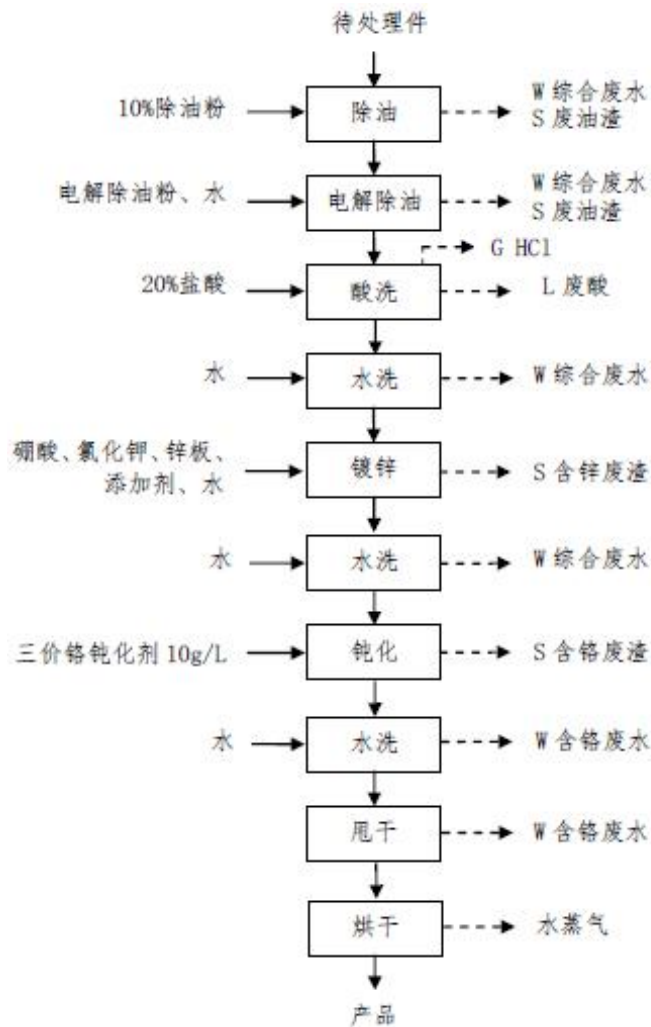 待处理件
10%除油粉
除油
W 综合废水
S 废油渣
电解除油粉、水
电解除油
W 综合废水
S 废油渣
G HCl
20%盐酸
酸洗
L 废酸
水
水洗
W 综合废水
硼酸、氯化钾、锌板、
添加剂、水
镀锌
S 含锌废渣
水
水洗
W 综合废水
三价铬钝化剂 10g/L
钝化
S 含铬废渣
水
水洗
W 含铬废水
甩干
W 含铬废水
烘干
水蒸气
产品